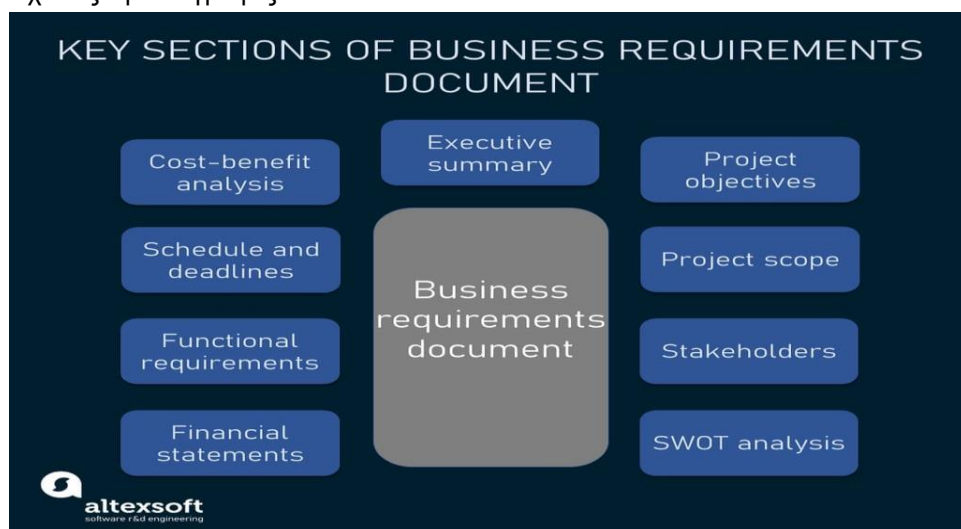 KEY SECTIONS OF BUSINESS REQUIREMENTS
DOCUMENT
Executive
summary
Cost-benefit
analysis
Schedule and
deadlines
Functional
requirements
Financial
statements
Business
requirements
document
Project
objectives
Project scope
Stakeholders
SWOT analysis
altexsoft
software r&d engineering